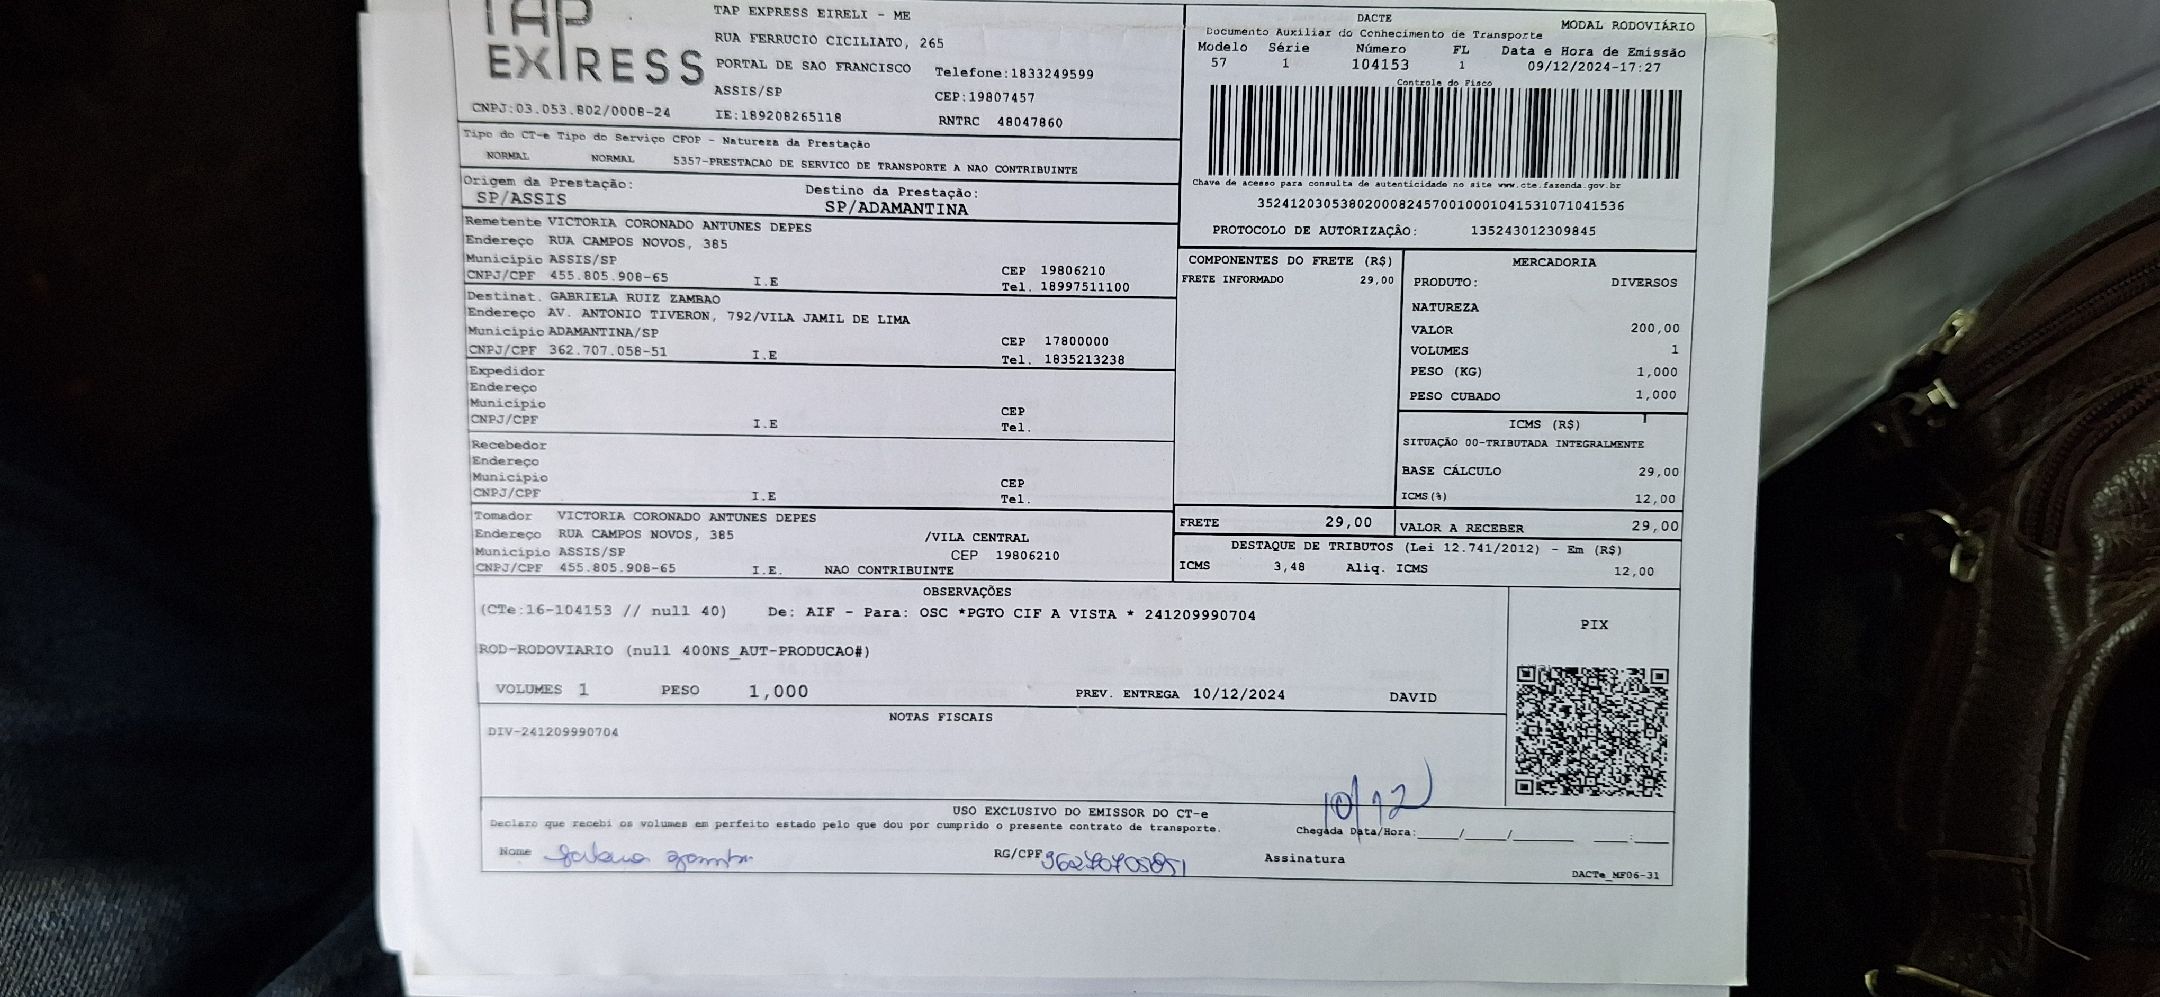 TAP
EXPRESS
CNPJ:03.053.802/0008-24
TAP EXPRESS EIRELI - ME
RUA FERRUCIO CICILIATO, 265
PORTAL DE SAO FRANCISCO Telefone:1833249599
ASSIS/SP CEP:19807457
IE:189208265118 RNTRC 48047860
DACTE MODAL RODOVIÁRIO
Documento Auxiliar do Conhecimento de Transporte
Modelo Série Número FL Data e Hora de Emissão
57 1 104153 1 09/12/2024-17:27
Controle do Fisco
Chave de acesso para consulta de autenticidade no site www.cte.fazenda.gov.br
35241203053802000824570010001041531071041536
PROTOCOLO DE AUTORIZAÇÃO: 135243012309845
Tipo do CT-e Tipo do Serviço CFOP - Natureza da Prestação
NORMAL NORMAL 5357-PRESTACAO DE SERVICO DE TRANSPORTE A NAO CONTRIBUINTE
Origem da Prestação: Destino da Prestação:
SP/ASSIS SP/ADAMANTINA
Remetente VICTORIA CORONADO ANTUNES DEPES
Endereço RUA CAMPOS NOVOS, 385
Município ASSIS/SP CEP 19806210
CNPJ/CPF 455.805.908-65 I.E Tel. 18997511100
Destinat. GABRIELA RUIZ ZAMBAO
Endereço AV. ANTONIO TIVERON, 792/VILA JAMIL DE LIMA
Município ADAMANTINA/SP CEP 17800000
CNPJ/CPF 362.707.058-51 I.E Tel. 1835213238
Expedidor
Endereço
Município CEP
CNPJ/CPF I.E Tel.
Recebedor
Endereço
Município CEP
CNPJ/CPF I.E Tel.
Tomador VICTORIA CORONADO ANTUNES DEPES
Endereço RUA CAMPOS NOVOS, 385 /VILA CENTRAL
Município ASSIS/SP CEP 19806210
CNPJ/CPF 455.805.908-65 I.E. NAO CONTRIBUINTE
COMPONENTES DO FRETE (R$)
FRETE INFORMADO 29,00
MERCADORIA
PRODUTO: DIVERSOS
NATUREZA
VALOR 200,00
VOLUMES 1
PESO (KG) 1,000
PESO CUBADO 1,000
ICMS (R$)
SITUAÇÃO 00-TRIBUTADA INTEGRALMENTE
BASE CÁLCULO 29,00
ICMS(%) 12,00
FRETE 29,00 VALOR A RECEBER 29,00
DESTAQUE DE TRIBUTOS (Lei 12.741/2012) - Em (R$)
ICMS 3,48 Aliq. ICMS 12,00
OBSERVAÇÕES
(CTe:16-104153 // null 40) De: AIF - Para: OSC *PGTO CIF A VISTA * 241209990704
ROD-RODOVIARIO (null 400NS_AUT-PRODUCAO#)
PIX
VOLUMES 1 PESO 1,000 PREV. ENTREGA 10/12/2024 DAVID
NOTAS FISCAIS
DIV-241209990704
10/12
USO EXCLUSIVO DO EMISSOR DO CT-e
Declaro que recebi os volumes em perfeito estado pelo que dou por cumprido o presente contrato de transporte. Chegada Data/Hora:____/____/______ ____:____
Nome RG/CPF 36270705851 Assinatura
DACTe_MF06-31